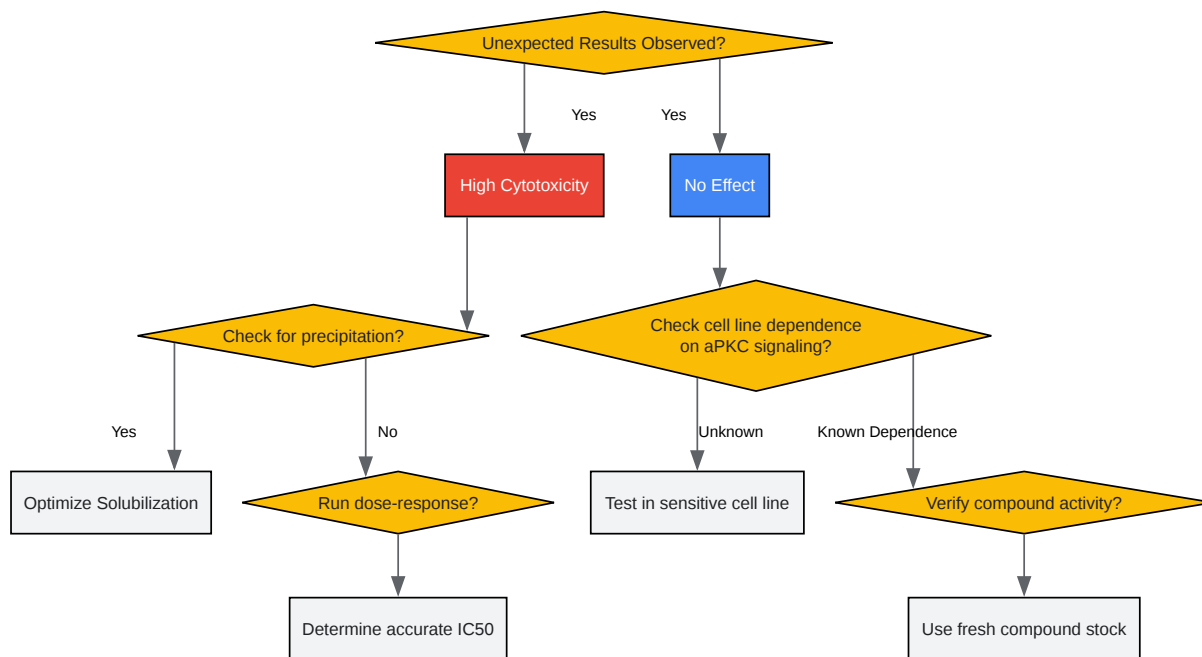 Unexpected Results Observed?
Yes
Yes
High Cytotoxicity
No Effect
Check for precipitation?
Check cell line dependence
on aPKC signaling?
Yes
No
Unknown
Known Dependence
Optimize Solubilization
Run dose-response?
Test in sensitive cell line
Verify compound activity?
Determine accurate IC50
Use fresh compound stock